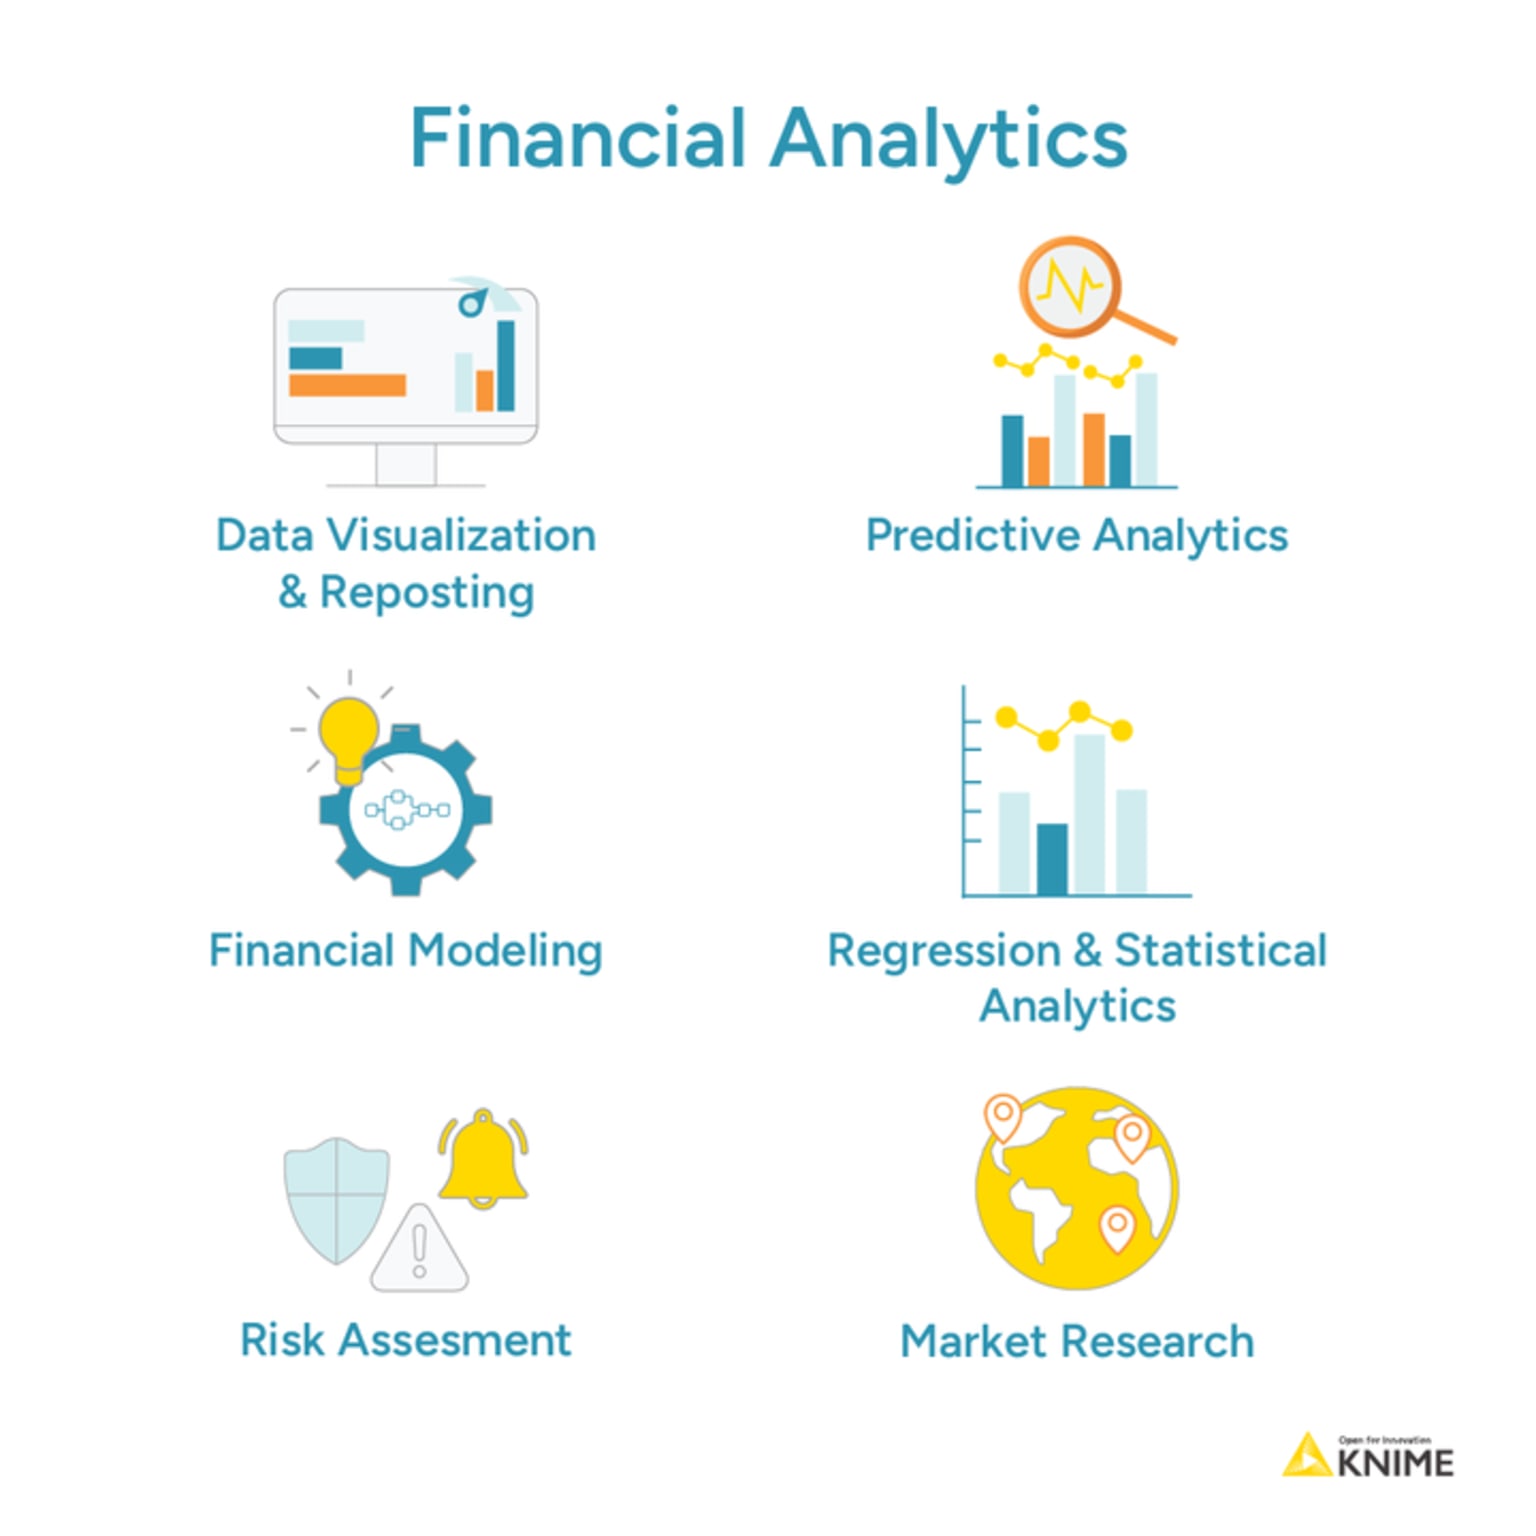 Financial Analytics
Data Visualization
& Reposting
Predictive Analytics
Financial Modeling
Regression & Statistical
Analytics
Risk Assesment
Market Research
Open for Innovation
KNIME